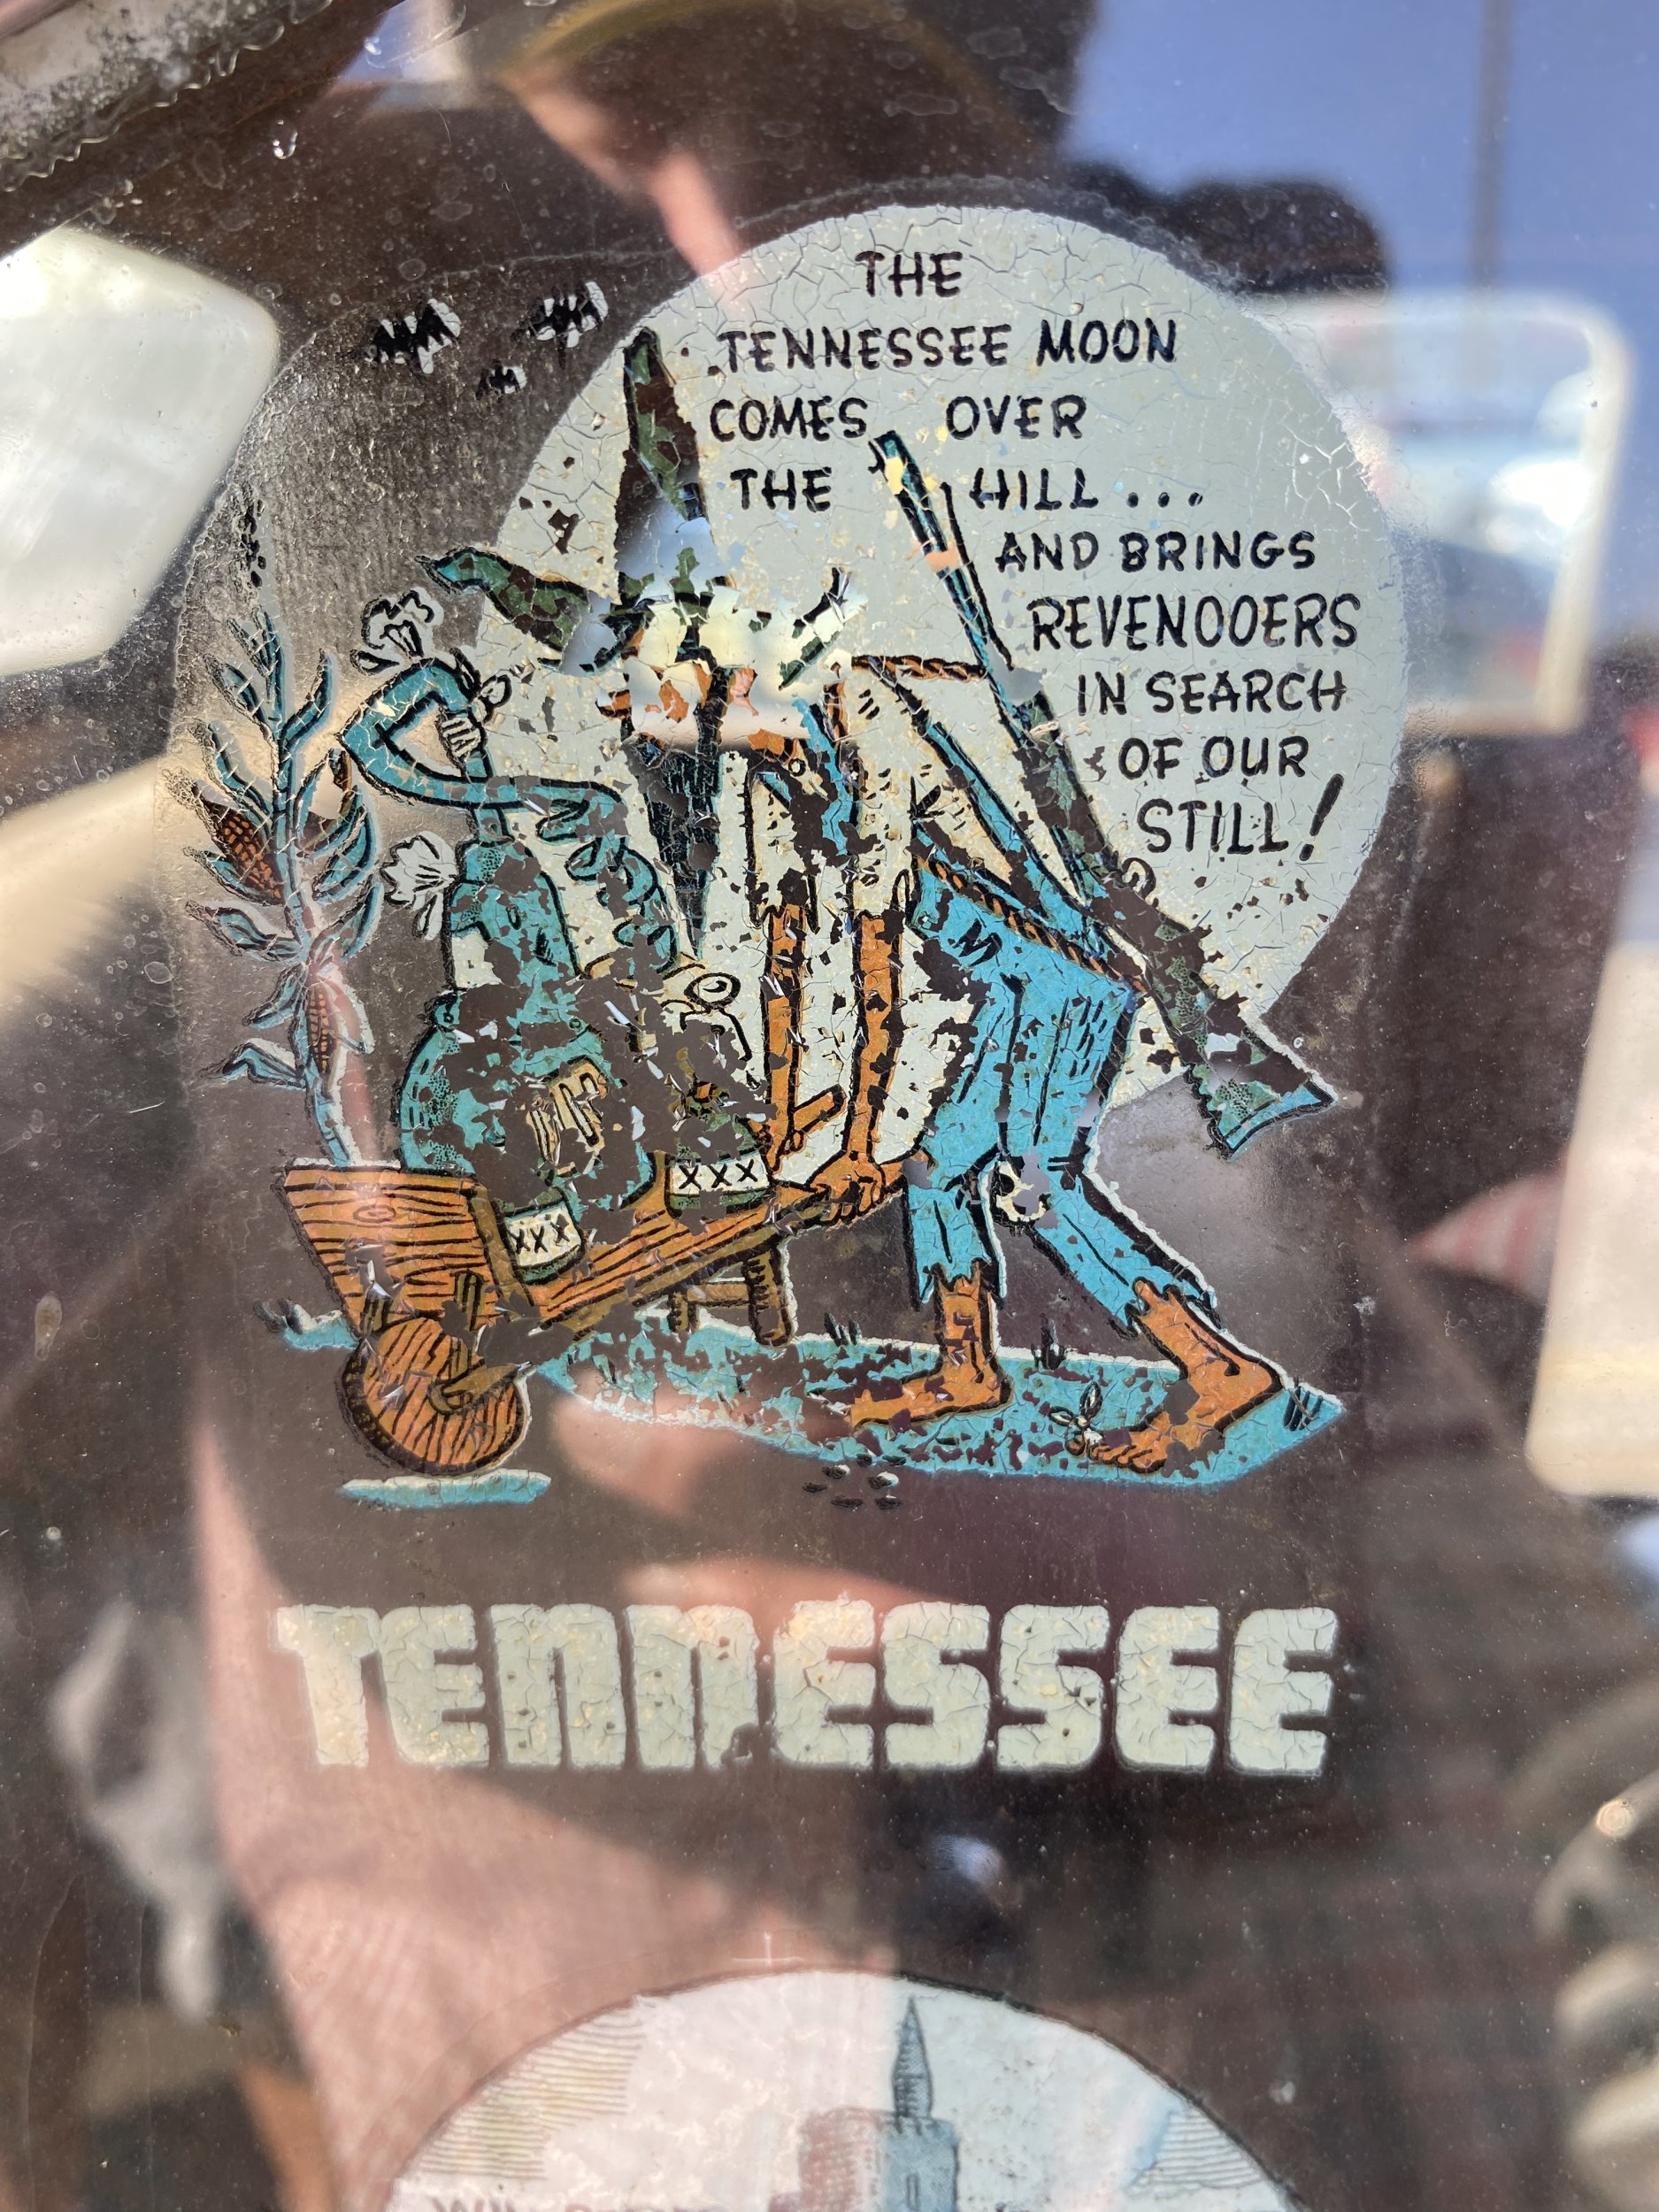 THE
TENNESSEE MOON
COMES OVER
THE HILL...
AND BRINGS
REVENOOERS
IN SEARCH
OF OUR
STILL!
XXX
XXX
TENNESSEE